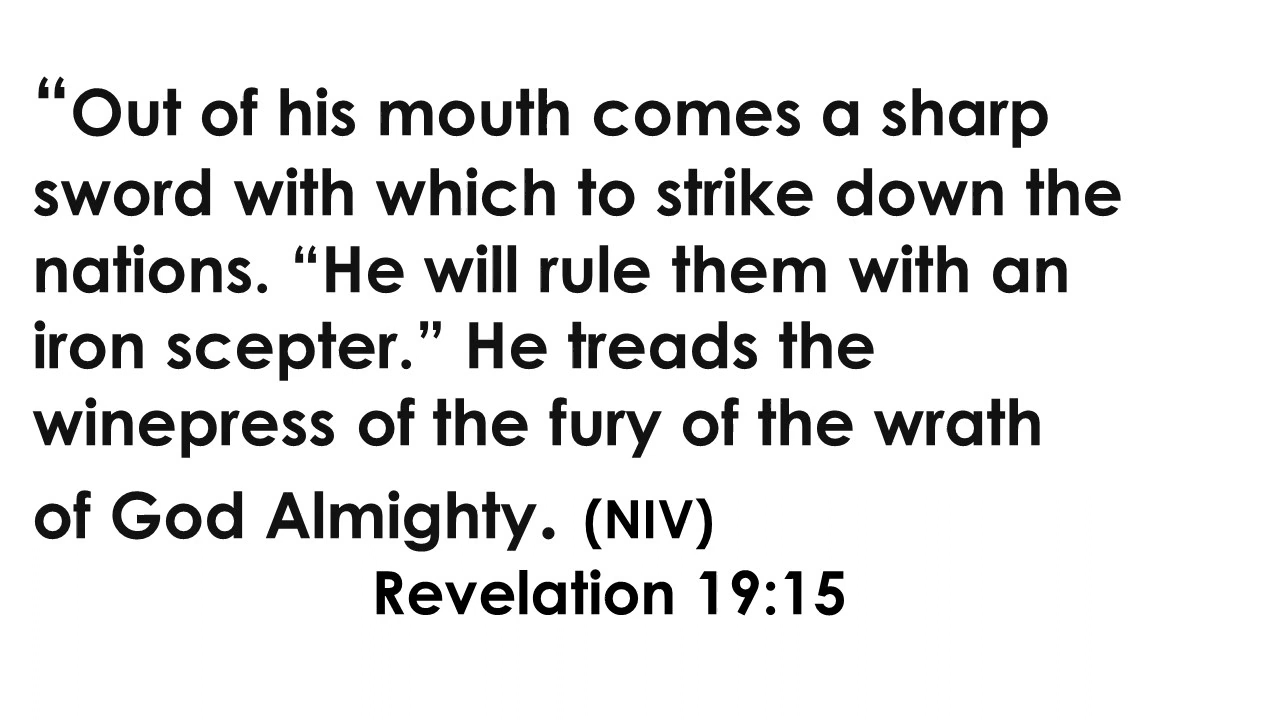 “Out of his mouth comes a sharp
sword with which to strike down the
nations. “He will rule them with an
iron scepter.” He treads the
winepress of the fury of the wrath
of God Almighty. (NIV)
Revelation 19:15